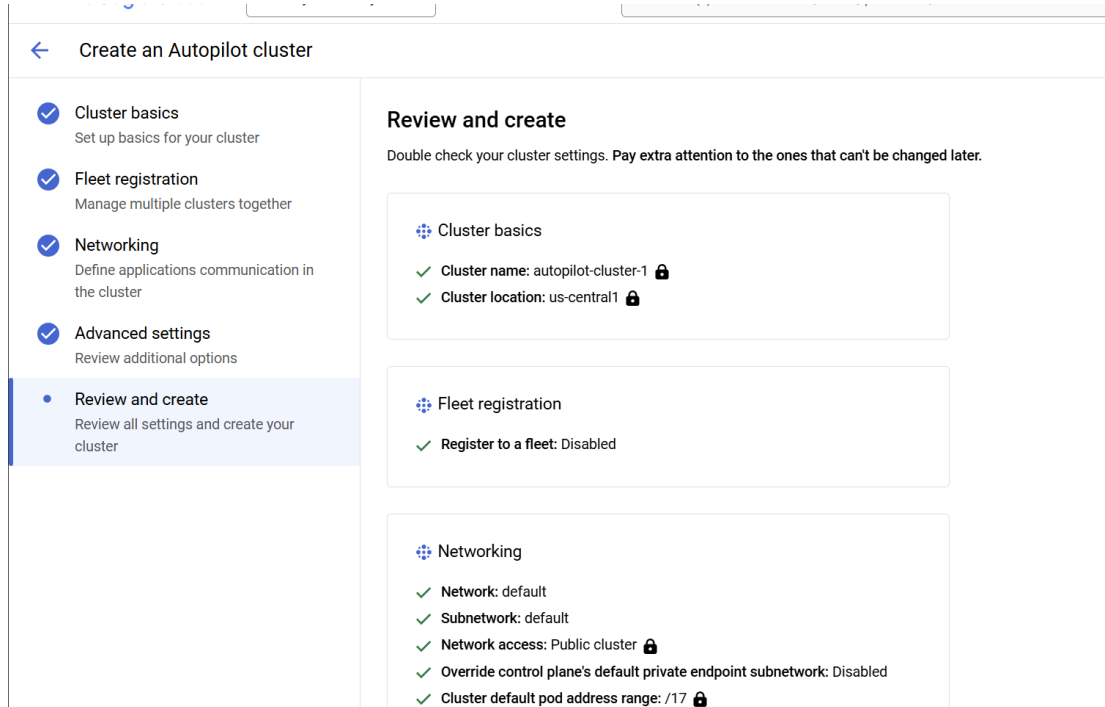 Create an Autopilot cluster
Cluster basics
Set up basics for your cluster
Fleet registration
Manage multiple clusters together
Networking
Define applications communication in
the cluster
Advanced settings
Review additional options
Review and create
Review all settings and create your
cluster
Review and create
Double check your cluster settings. Pay extra attention to the ones that can't be changed later.
Cluster basics
Cluster name: autopilot-cluster-1
Cluster location: us-central1
Fleet registration
Register to a fleet: Disabled
Networking
Network: default
Subnetwork: default
Network access: Public cluster
Override control plane's default private endpoint subnetwork: Disabled
Cluster default pod address range: /17